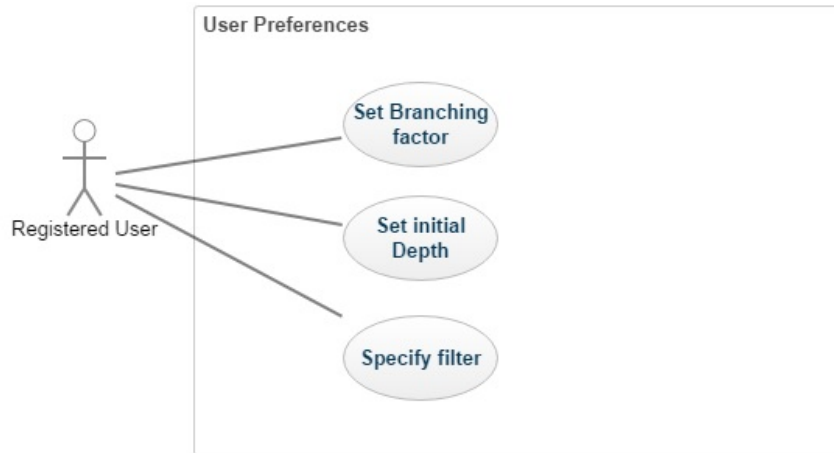 User Preferences
Set Branching
factor
Registered User
Set initial
Depth
Specify filter